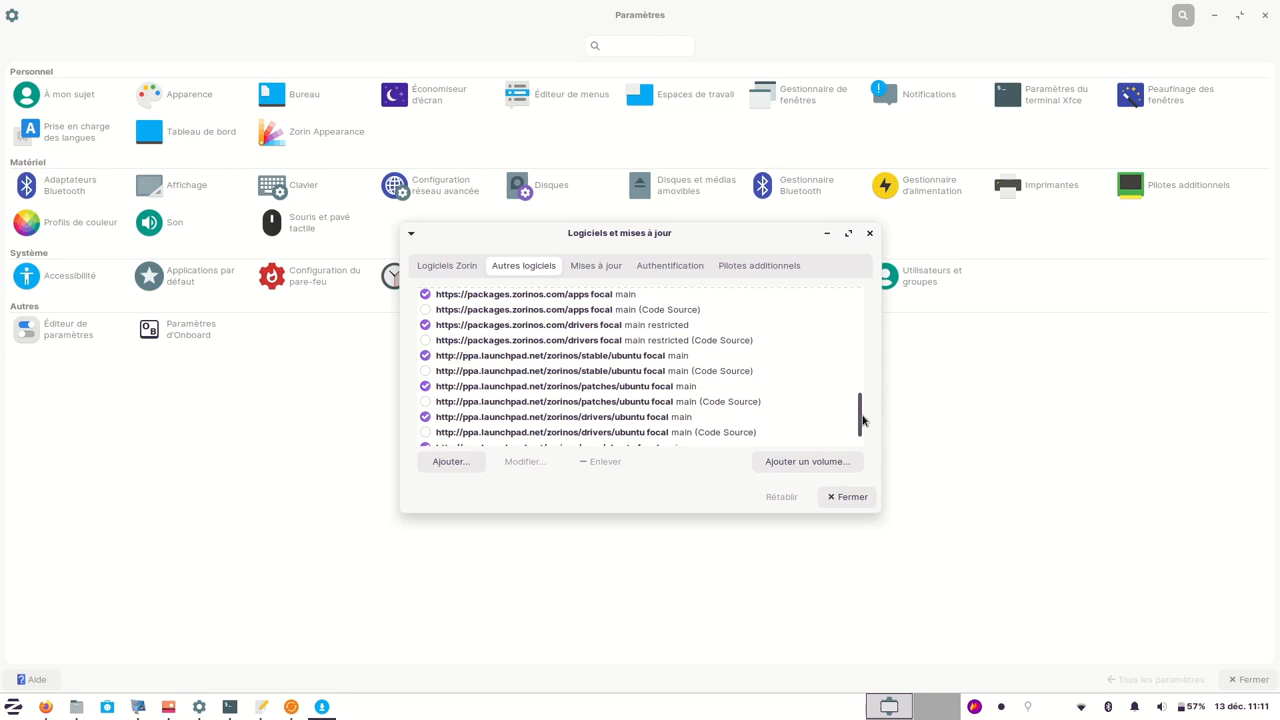 Paramètres
Personnel
À mon sujet
Apparence
Bureau
Économiseur
d'écran
Éditeur de menus
Espaces de travail
Gestionnaire de
fenêtres
Notifications
Paramètres du
terminal Xfce
Peaufinage des
fenêtres
Prise en charge
des langues
Tableau de bord
Zorin Appearance
Matériel
Adaptateurs
Bluetooth
Affichage
Clavier
Configuration
réseau avancée
Disques
Disques et médias
amovibles
Gestionnaire
Bluetooth
Gestionnaire
d'alimentation
Imprimantes
Pilotes additionnels
Profils de couleur
Son
Souris et pavé
tactile
Système
Accessibilité
Applications par
défaut
Configuration du
pare-feu
Utilisateurs et
groupes
Autres
Éditeur de
paramètres
Paramètres
d'Onboard
Logiciels et mises à jour
Logiciels Zorin
Autres logiciels
Mises à jour
Authentification
Pilotes additionnels
https://packages.zorinos.com/apps focal main
https://packages.zorinos.com/apps focal main (Code Source)
https://packages.zorinos.com/drivers focal main restricted
https://packages.zorinos.com/drivers focal main restricted (Code Source)
http://ppa.launchpad.net/zorinos/stable/ubuntu focal main
http://ppa.launchpad.net/zorinos/stable/ubuntu focal main (Code Source)
http://ppa.launchpad.net/zorinos/patches/ubuntu focal main
http://ppa.launchpad.net/zorinos/patches/ubuntu focal main (Code Source)
http://ppa.launchpad.net/zorinos/drivers/ubuntu focal main
http://ppa.launchpad.net/zorinos/drivers/ubuntu focal main (Code Source)
Ajouter...
Modifier...
Enlever
Ajouter un volume...
Rétablir
Fermer
Aide
Tous les paramètres
Fermer
57%
13 déc. 11:11